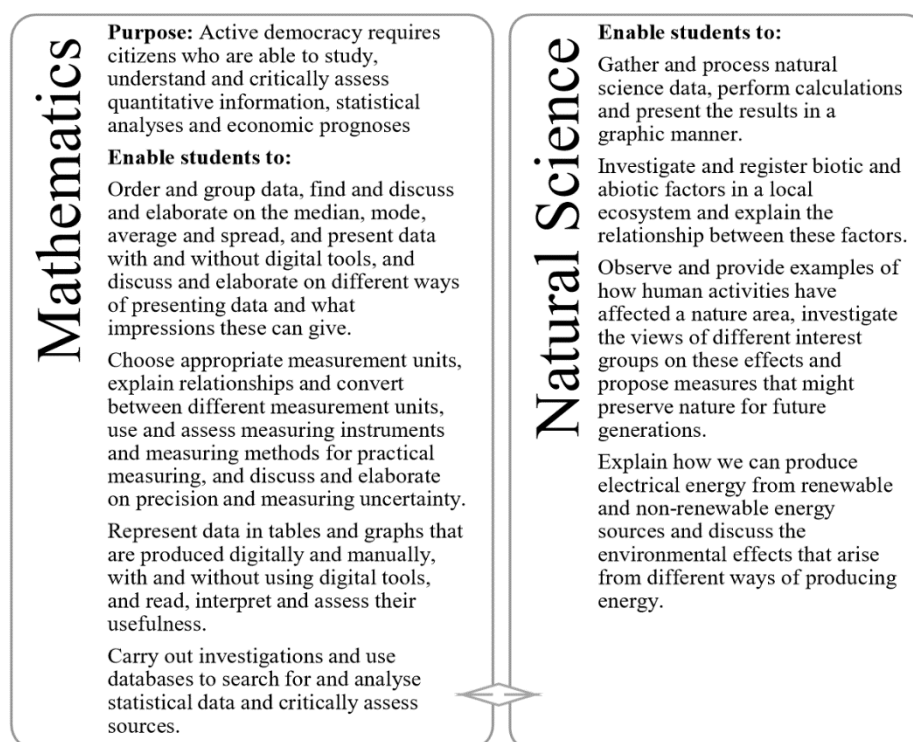 Mathematics
Purpose: Active democracy requires
citizens who are able to study,
understand and critically assess
quantitative information, statistical
analyses and economic prognoses
Enable students to:
Order and group data, find and discuss
and elaborate on the median, mode,
average and spread, and present data
with and without digital tools, and
discuss and elaborate on different ways
of presenting data and what
impressions these can give.
Choose appropriate measurement units,
explain relationships and convert
between different measurement units,
use and assess measuring instruments
and measuring methods for practical
measuring, and discuss and elaborate
on precision and measuring uncertainty.
Represent data in tables and graphs that
are produced digitally and manually,
with and without using digital tools,
and read, interpret and assess their
usefulness.
Carry out investigations and use
databases to search for and analyse
statistical data and critically assess
sources.
Natural Science
Enable students to:
Gather and process natural
science data, perform calculations
and present the results in a
graphic manner.
Investigate and register biotic and
abiotic factors in a local
ecosystem and explain the
relationship between these factors.
Observe and provide examples of
how human activities have
affected a nature area, investigate
the views of different interest
groups on these effects and
propose measures that might
preserve nature for future
generations.
Explain how we can produce
electrical energy from renewable
and non-renewable energy
sources and discuss the
environmental effects that arise
from different ways of producing
energy.